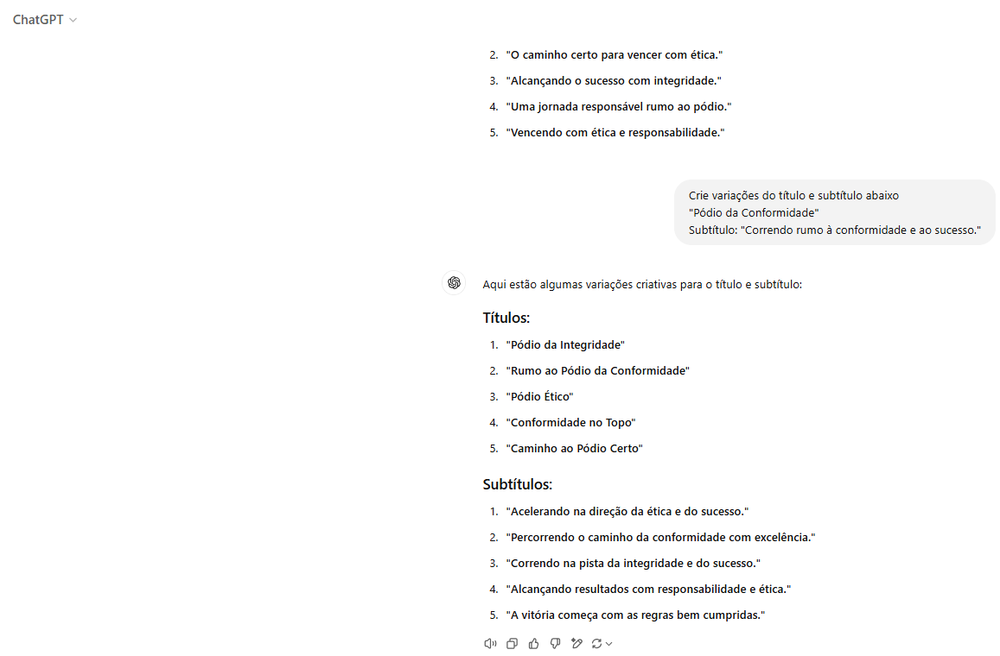 ChatGPT
2. "O caminho certo para vencer com ética."
3. "Alcançando o sucesso com integridade."
4. "Uma jornada responsável rumo ao pódio."
5. "Vencendo com ética e responsabilidade."
Crie variações do título e subtítulo abaixo
"Pódio da Conformidade"
Subtítulo: "Correndo rumo à conformidade e ao sucesso."
Aqui estão algumas variações criativas para o título e subtítulo:
Títulos:
1. "Pódio da Integridade"
2. "Rumo ao Pódio da Conformidade"
3. "Pódio Ético"
4. "Conformidade no Topo"
5. "Caminho ao Pódio Certo"
Subtítulos:
1. "Acelerando na direção da ética e do sucesso."
2. "Percorrendo o caminho da conformidade com excelência."
3. "Correndo na pista da integridade e do sucesso."
4. "Alcançando resultados com responsabilidade e ética."
5. "A vitória começa com as regras bem cumpridas."